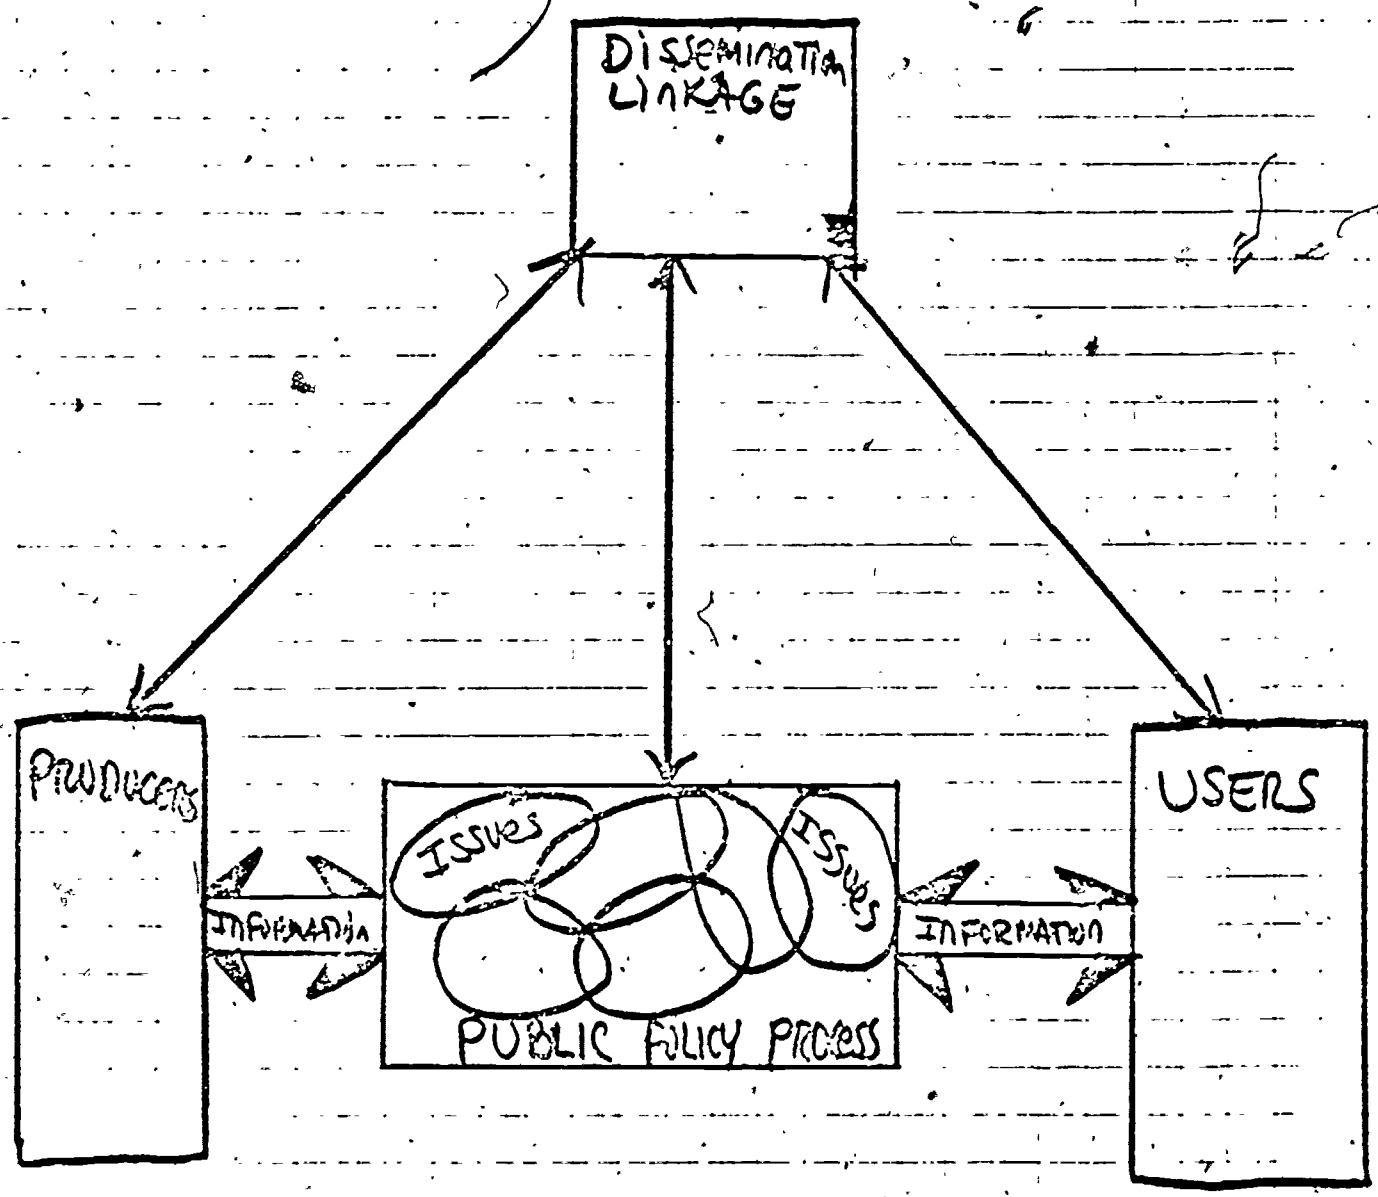 DiSSEMinaTion
LinKAGE
PRODUCERS
USERS
ISSUES
ISSUES
INFORMATION
INFORMATION
PUBLIC POLICY PROCESS